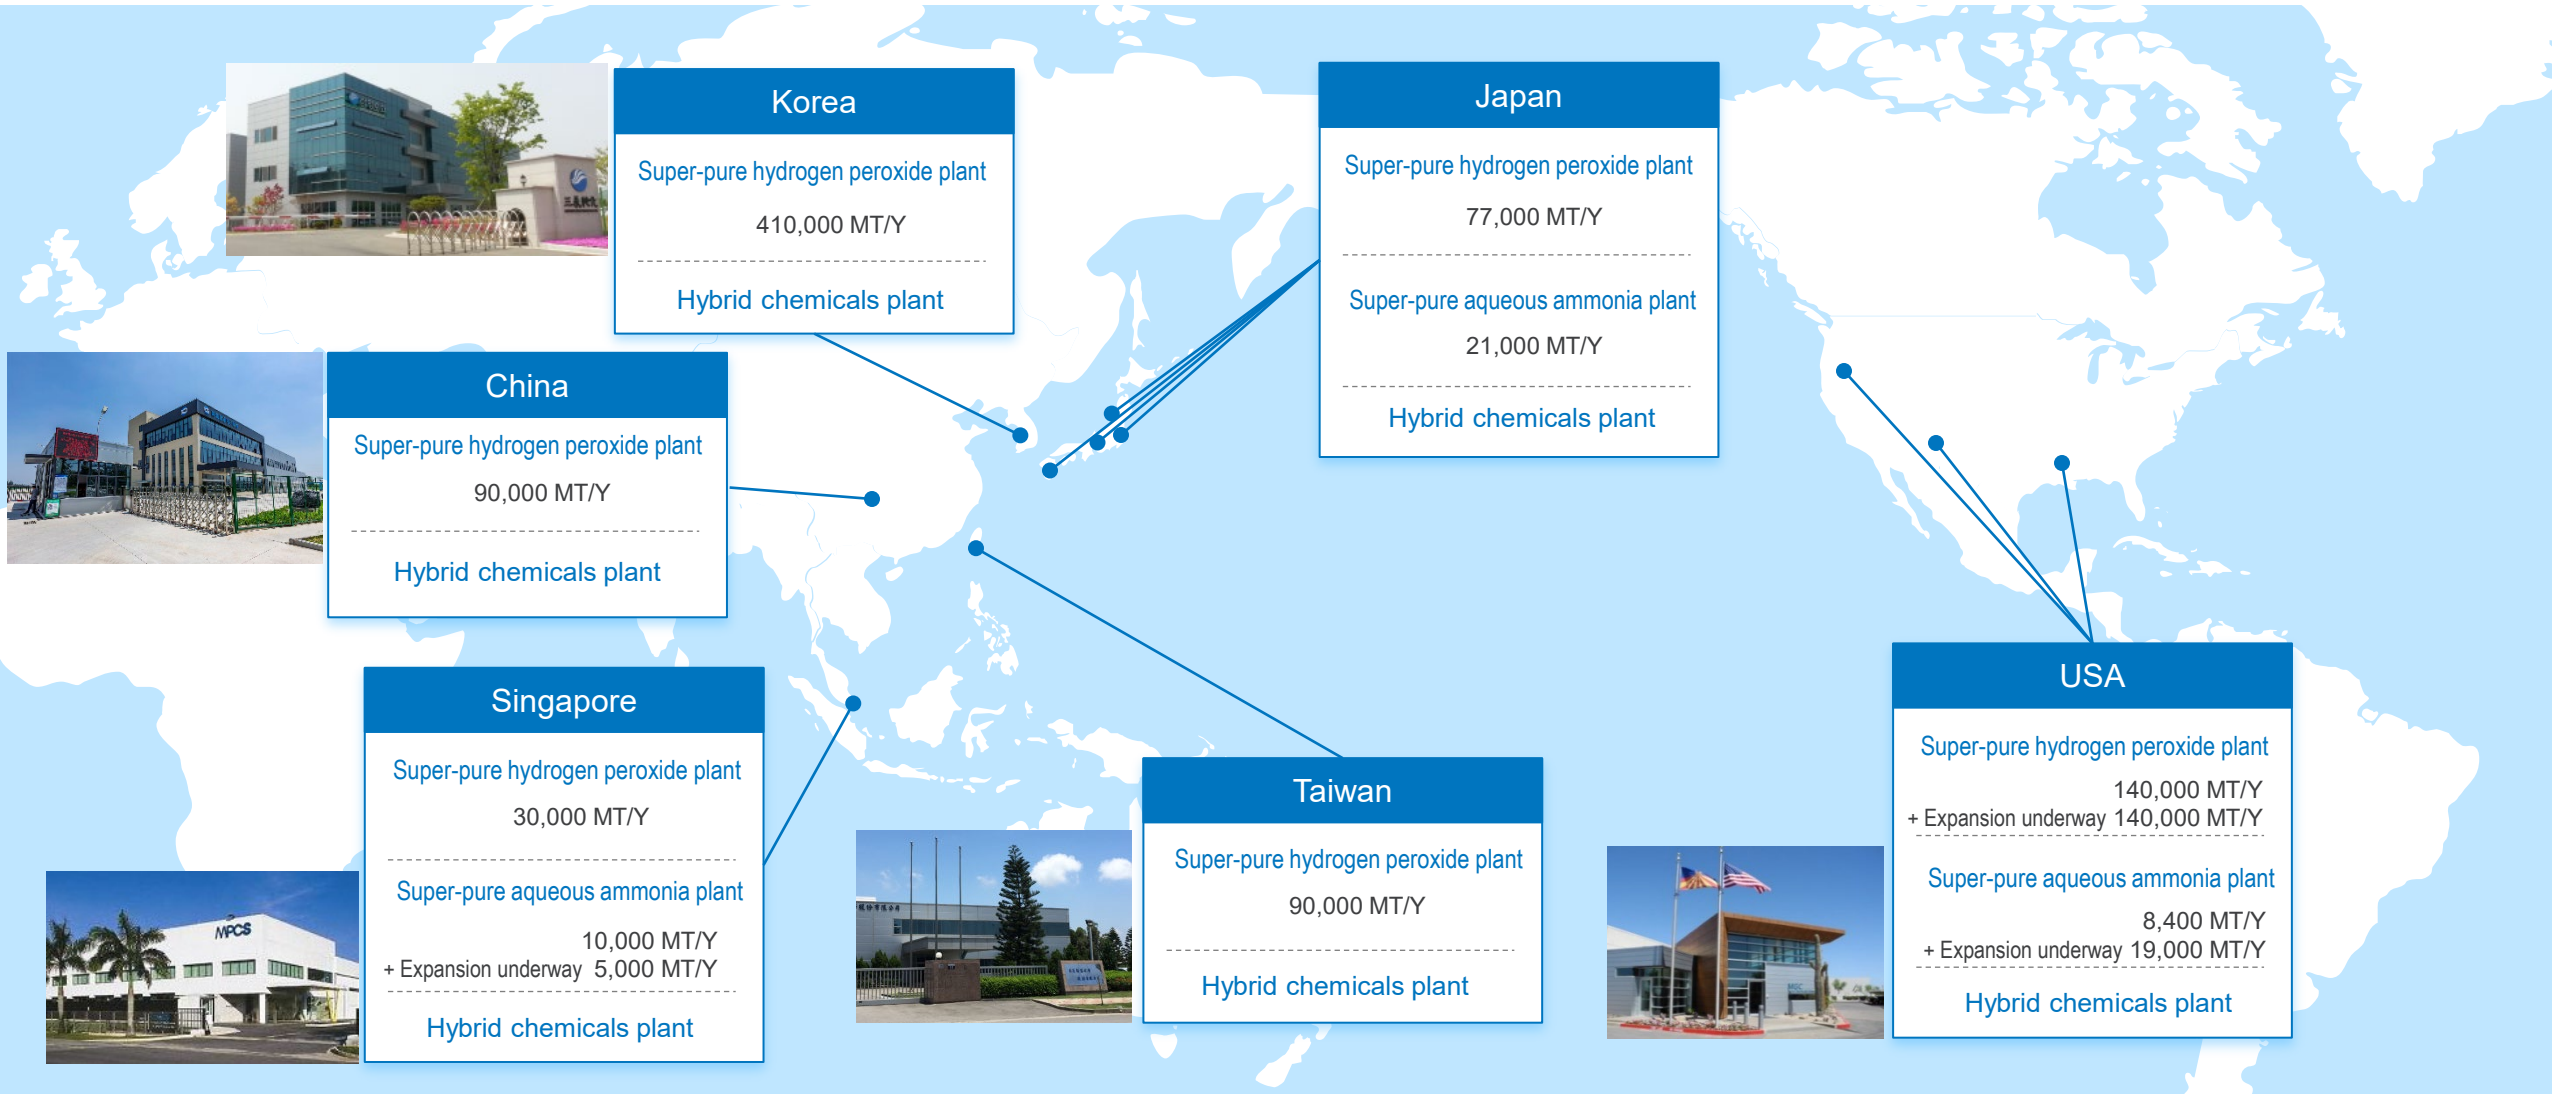 Korea
Super-pure hydrogen peroxide plant
410,000 MT/Y
Hybrid chemicals plant
Japan
Super-pure hydrogen peroxide plant
77,000 MT/Y
Super-pure aqueous ammonia plant
21,000 MT/Y
Hybrid chemicals plant
China
Super-pure hydrogen peroxide plant
90,000 MT/Y
Hybrid chemicals plant
Singapore
Super-pure hydrogen peroxide plant
30,000 MT/Y
Super-pure aqueous ammonia plant
10,000 MT/Y
+ Expansion underway 5,000 MT/Y
Hybrid chemicals plant
MPCS
Taiwan
Super-pure hydrogen peroxide plant
90,000 MT/Y
Hybrid chemicals plant
USA
Super-pure hydrogen peroxide plant
140,000 MT/Y
+ Expansion underway 140,000 MT/Y
Super-pure aqueous ammonia plant
8,400 MT/Y
+ Expansion underway 19,000 MT/Y
Hybrid chemicals plant